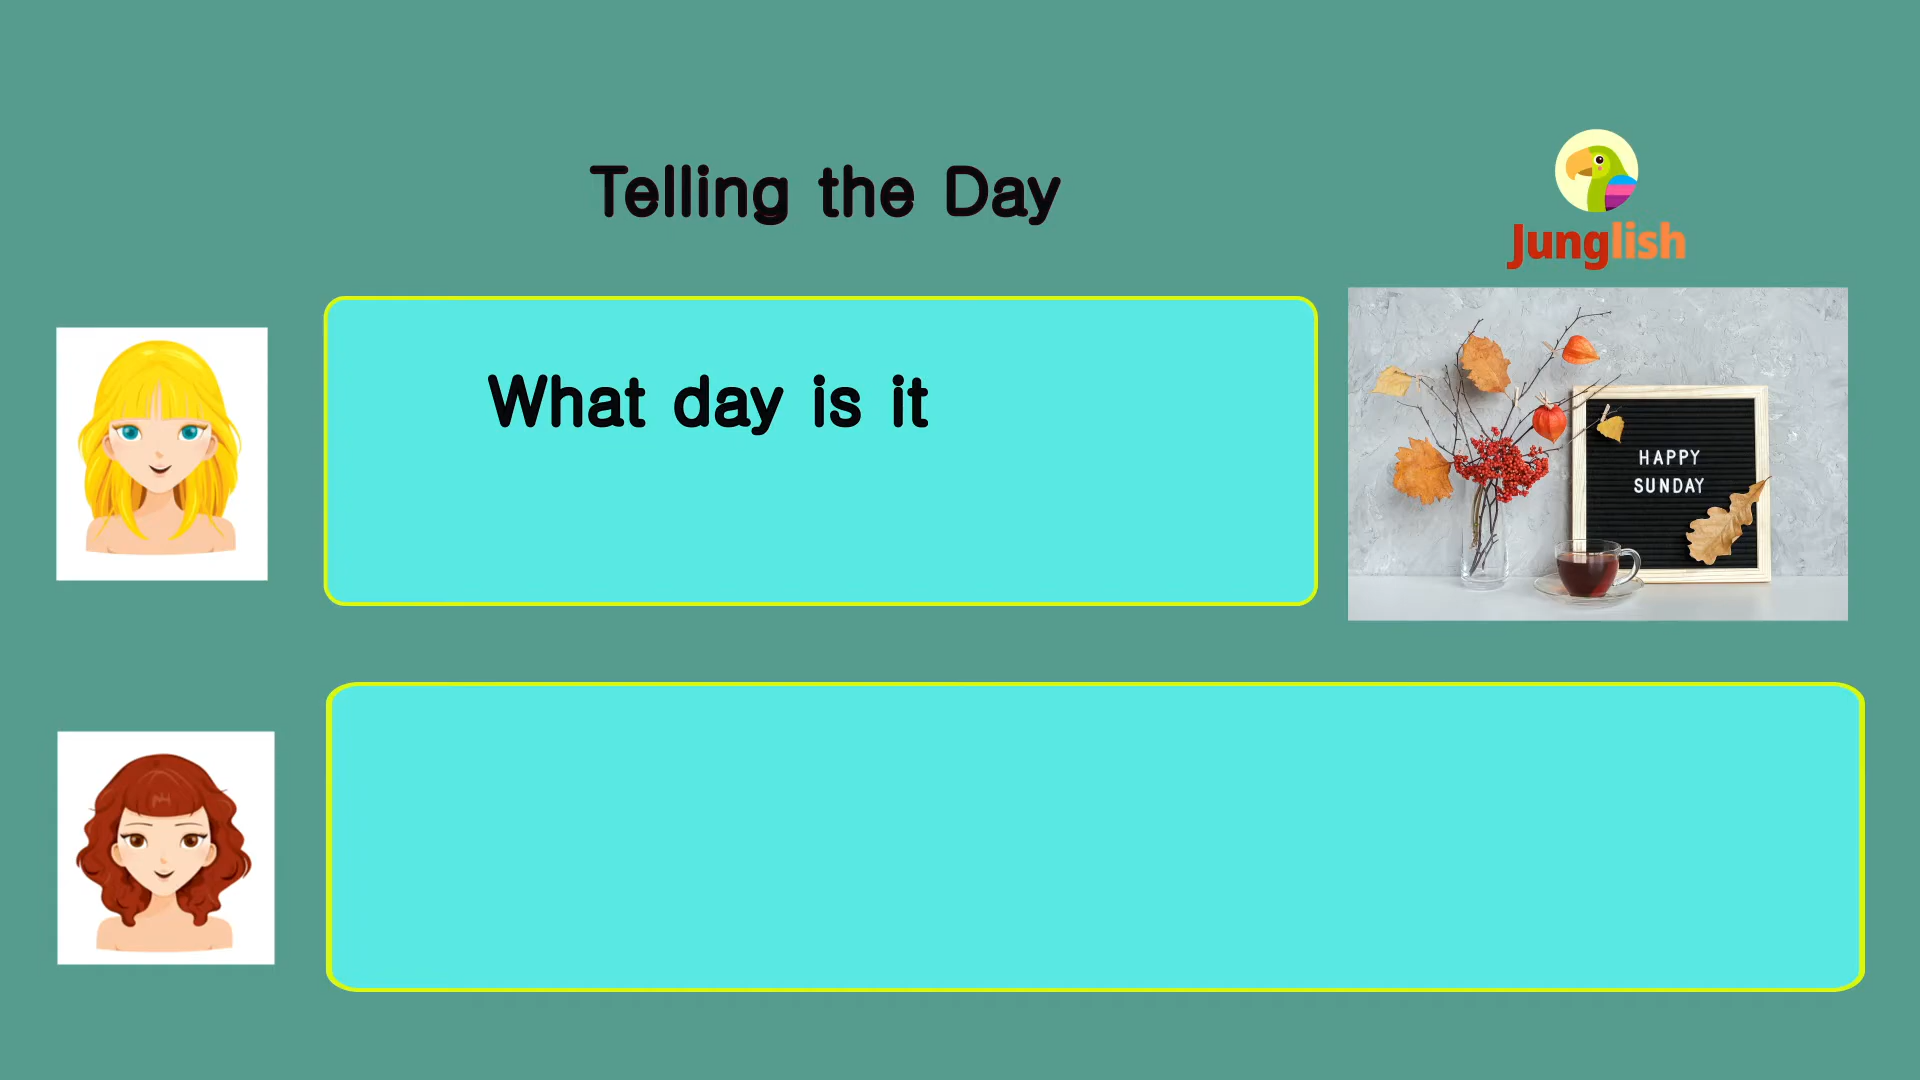 Telling the Day
Junglish
What day is it
HAPPY
SUNDAY